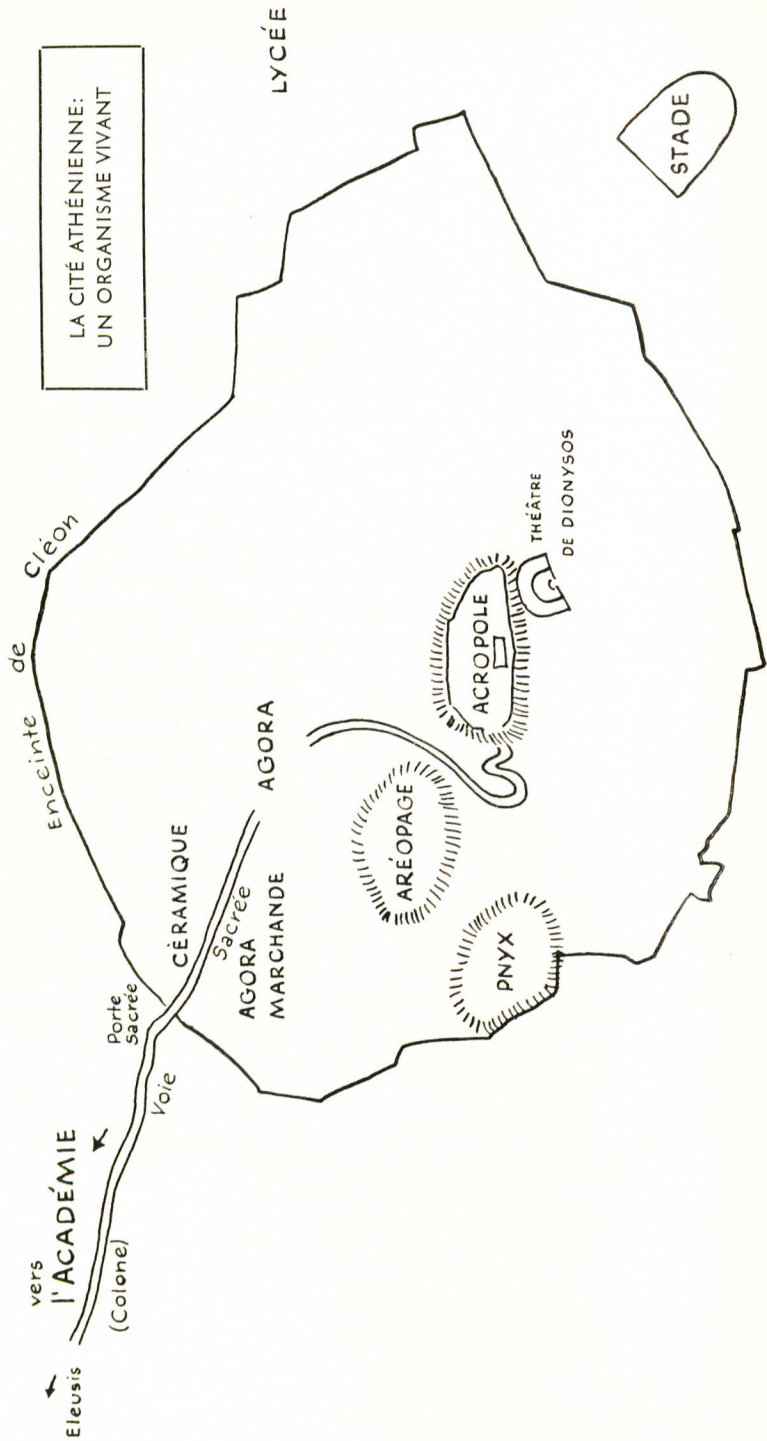 LA CITÉ ATHÉNIENNE:
UN ORGANISME VIVANT
LYCÉE
STADE
Enceinte de Cléon
THÉÂTRE
DE DIONYSOS
ACROPOLE
AGORA
ARÉOPAGE
PNYX
CÉRAMIQUE
AGORA
MARCHANDE
Voie Sacrée
Porte
Sacrée
vers
l'ACADÉMIE
(Colone)
Eleusis